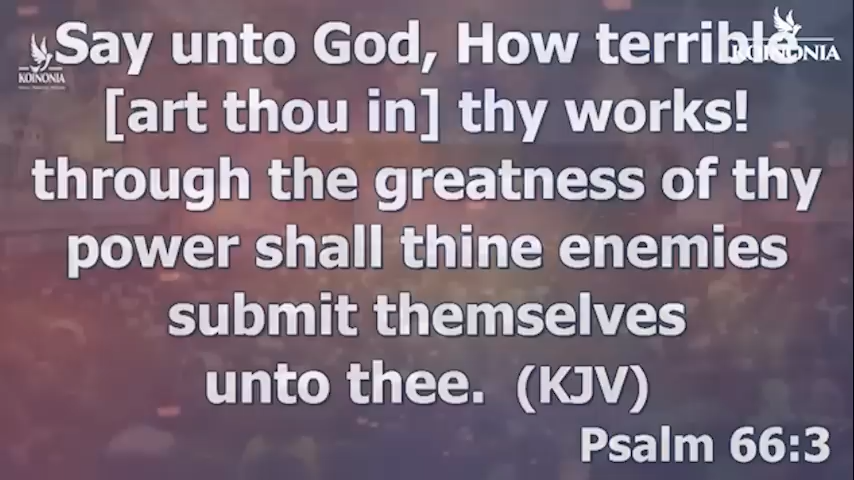 Say unto God, How terrible
[art thou in] thy works!
through the greatness of thy
power shall thine enemies
submit themselves
unto thee. (KJV)
Psalm 66:3
KOINONIA
KOINONIA